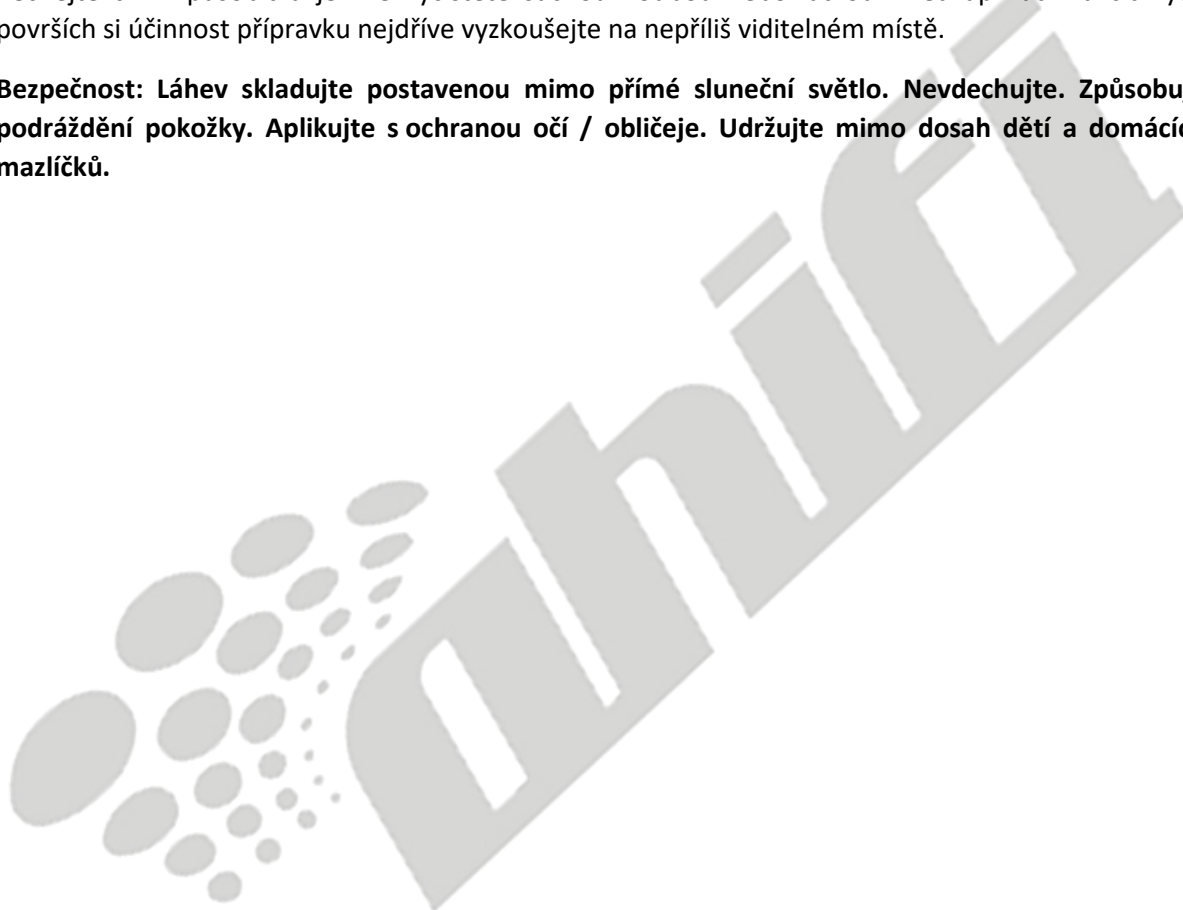 površích si účinnost přípravku nejdříve vyzkoušejte na nepříliš viditelném místě.
Bezpečnost: Láhev skladujte postavenou mimo přímé sluneční světlo. Nevdechujte. Způsobuj
podráždění pokožky. Aplikujte s ochranou očí / obličeje. Udržujte mimo dosah dětí a domácíc
mazlíčků.
ahifi